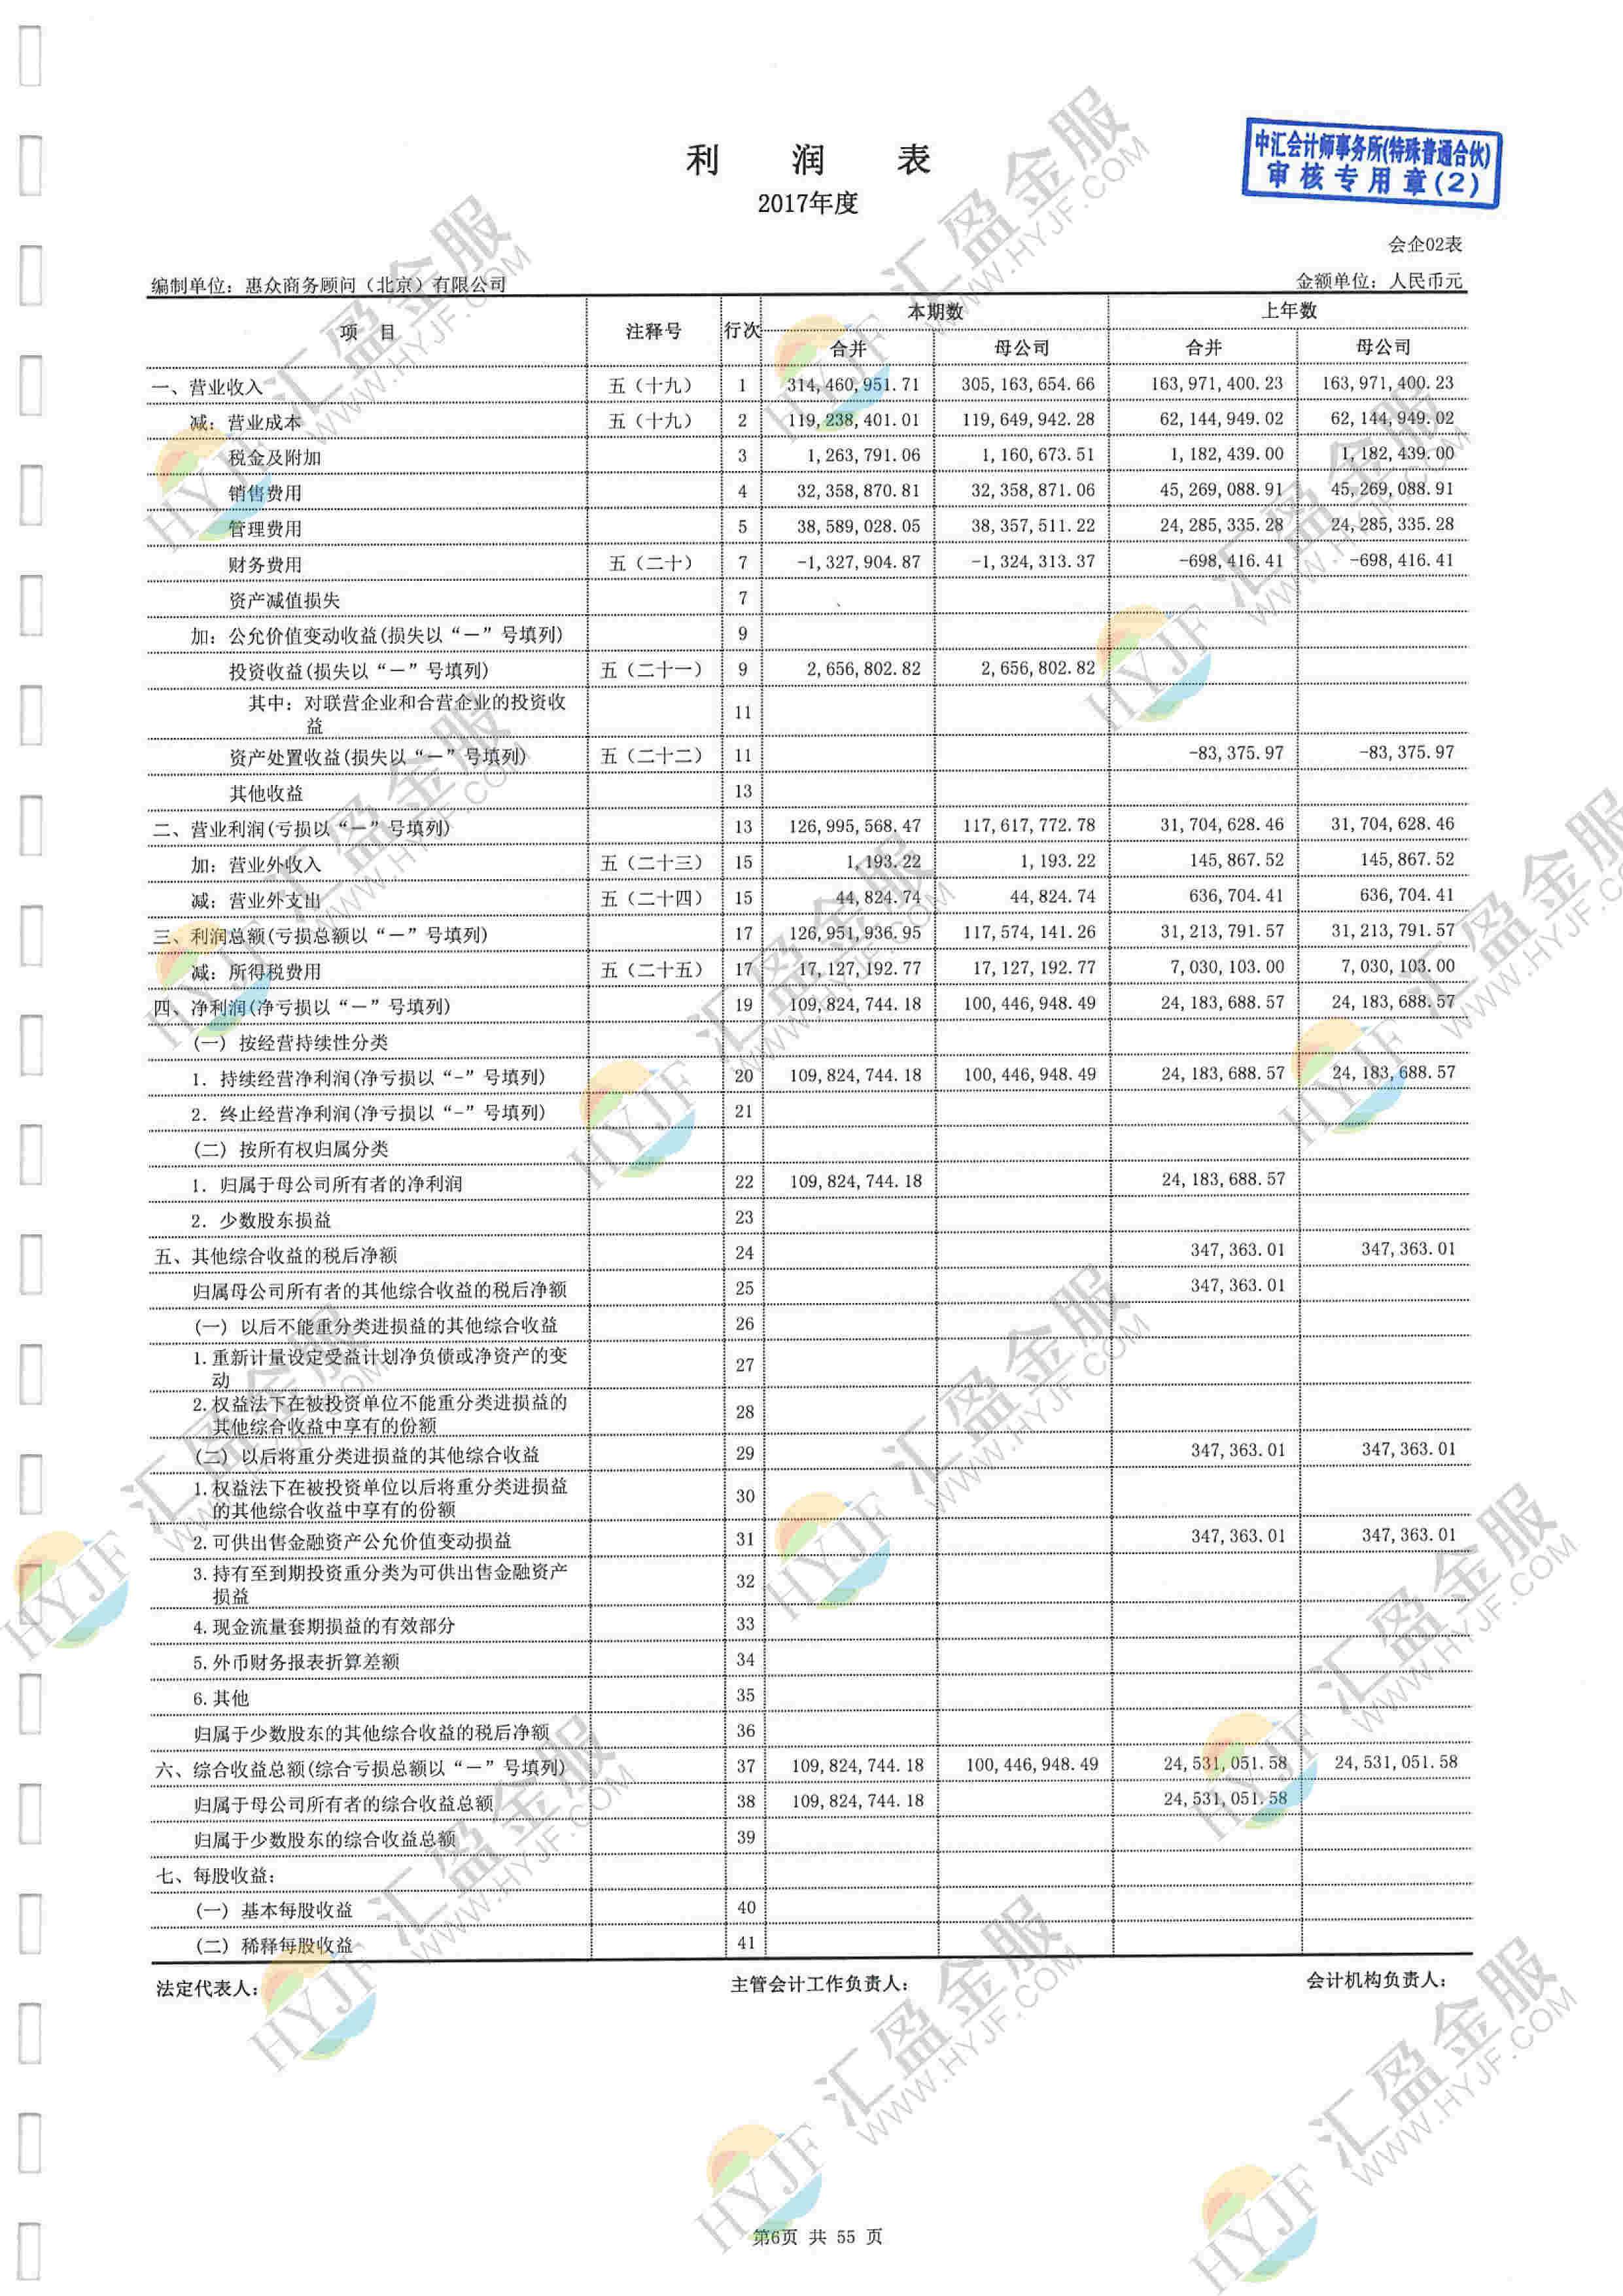 利 润 表
2017年度
中汇会计师事务所(特殊普通合伙)
审核专用章(2)
会企02表
编制单位：惠众商务顾问（北京）有限公司 金额单位：人民币元
项 目 注释号 行次 本期数 上年数
合并 母公司 合并 母公司
一、营业收入 五（十九） 1 314,460,951.71 305,163,654.66 163,971,400.23 163,971,400.23
减：营业成本 五（十九） 2 119,238,401.01 119,649,942.28 62,144,949.02 62,144,949.02
税金及附加 3 1,263,791.06 1,160,673.51 1,182,439.00 1,182,439.00
销售费用 4 32,358,870.81 32,358,871.06 45,269,088.91 45,269,088.91
管理费用 5 38,589,028.05 38,357,511.22 24,285,335.28 24,285,335.28
财务费用 五（二十） 7 -1,327,904.87 -1,324,313.37 -698,416.41 -698,416.41
资产减值损失 7
加：公允价值变动收益(损失以“－”号填列) 9
投资收益(损失以“－”号填列) 五（二十一） 9 2,656,802.82 2,656,802.82
其中：对联营企业和合营企业的投资收
益 11
资产处置收益(损失以“－”号填列) 五（二十二） 11 -83,375.97 -83,375.97
其他收益 13
二、营业利润(亏损以“－”号填列) 13 126,995,568.47 117,617,772.78 31,704,628.46 31,704,628.46
加：营业外收入 五（二十三） 15 1,193.22 1,193.22 145,867.52 145,867.52
减：营业外支出 五（二十四） 15 44,824.74 44,824.74 636,704.41 636,704.41
三、利润总额(亏损总额以“－”号填列) 17 126,951,936.95 117,574,141.26 31,213,791.57 31,213,791.57
减：所得税费用 五（二十五） 17 17,127,192.77 17,127,192.77 7,030,103.00 7,030,103.00
四、净利润(净亏损以“－”号填列) 19 109,824,744.18 100,446,948.49 24,183,688.57 24,183,688.57
（一）按经营持续性分类
1. 持续经营净利润(净亏损以“-”号填列) 20 109,824,744.18 100,446,948.49 24,183,688.57 24,183,688.57
2. 终止经营净利润(净亏损以“-”号填列) 21
（二）按所有权归属分类
1. 归属于母公司所有者的净利润 22 109,824,744.18 24,183,688.57
2. 少数股东损益 23
五、其他综合收益的税后净额 24 347,363.01 347,363.01
归属母公司所有者的其他综合收益的税后净额 25 347,363.01
（一）以后不能重分类进损益的其他综合收益 26
1.重新计量设定受益计划净负债或净资产的变
动 27
2.权益法下在被投资单位不能重分类进损益的
其他综合收益中享有的份额 28
（二）以后将重分类进损益的其他综合收益 29 347,363.01 347,363.01
1.权益法下在被投资单位以后将重分类进损益
的其他综合收益中享有的份额 30
2.可供出售金融资产公允价值变动损益 31 347,363.01 347,363.01
3.持有至到期投资重分类为可供出售金融资产
损益 32
4.现金流量套期损益的有效部分 33
5.外币财务报表折算差额 34
6.其他 35
归属于少数股东的其他综合收益的税后净额 36
六、综合收益总额(综合亏损总额以“－”号填列) 37 109,824,744.18 100,446,948.49 24,531,051.58 24,531,051.58
归属于母公司所有者的综合收益总额 38 109,824,744.18 24,531,051.58
归属于少数股东的综合收益总额 39
七、每股收益：
（一）基本每股收益 40
（二）稀释每股收益 41
法定代表人： 主管会计工作负责人： 会计机构负责人：
第6页 共 55 页
HYJF 汇盈金服
WWW.HYJF.COM